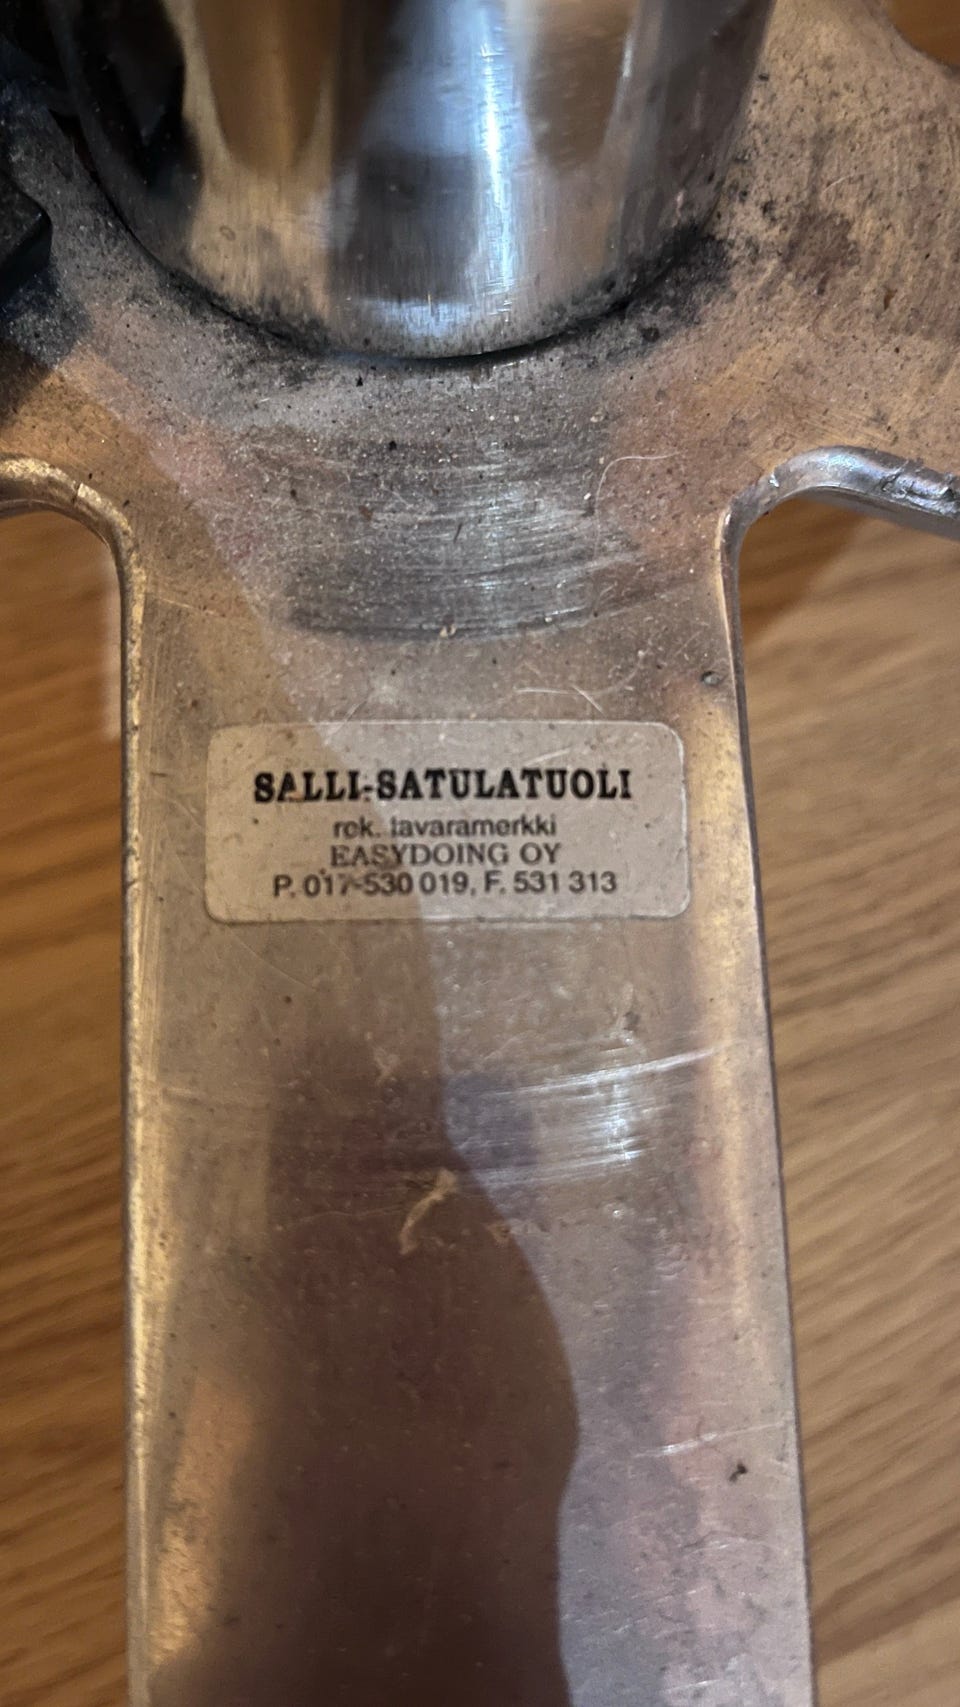 SALLI-SATULATUOLI
rek. tavaramerkki
EASYDOING OY
P. 017-530 019, F. 531 313